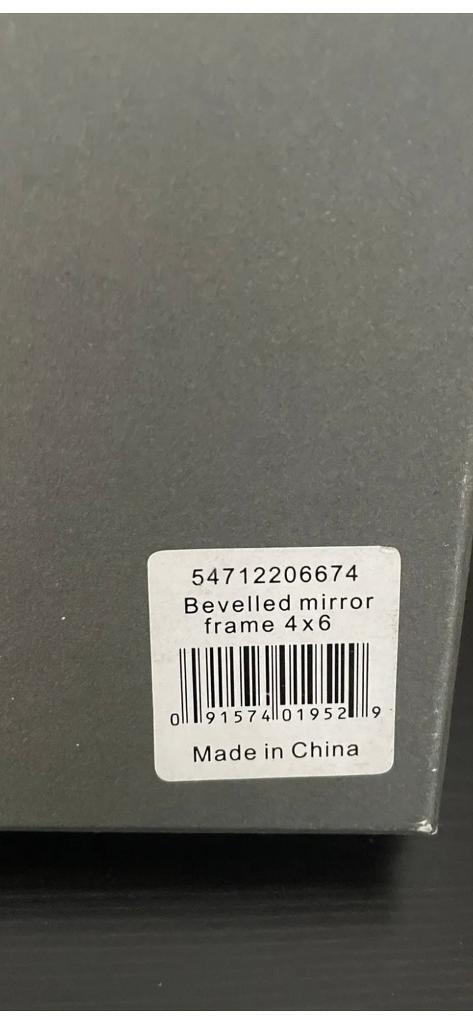 54712206674
Bevelled mirror
frame 4x6
0 91574 01952 9
Made in China